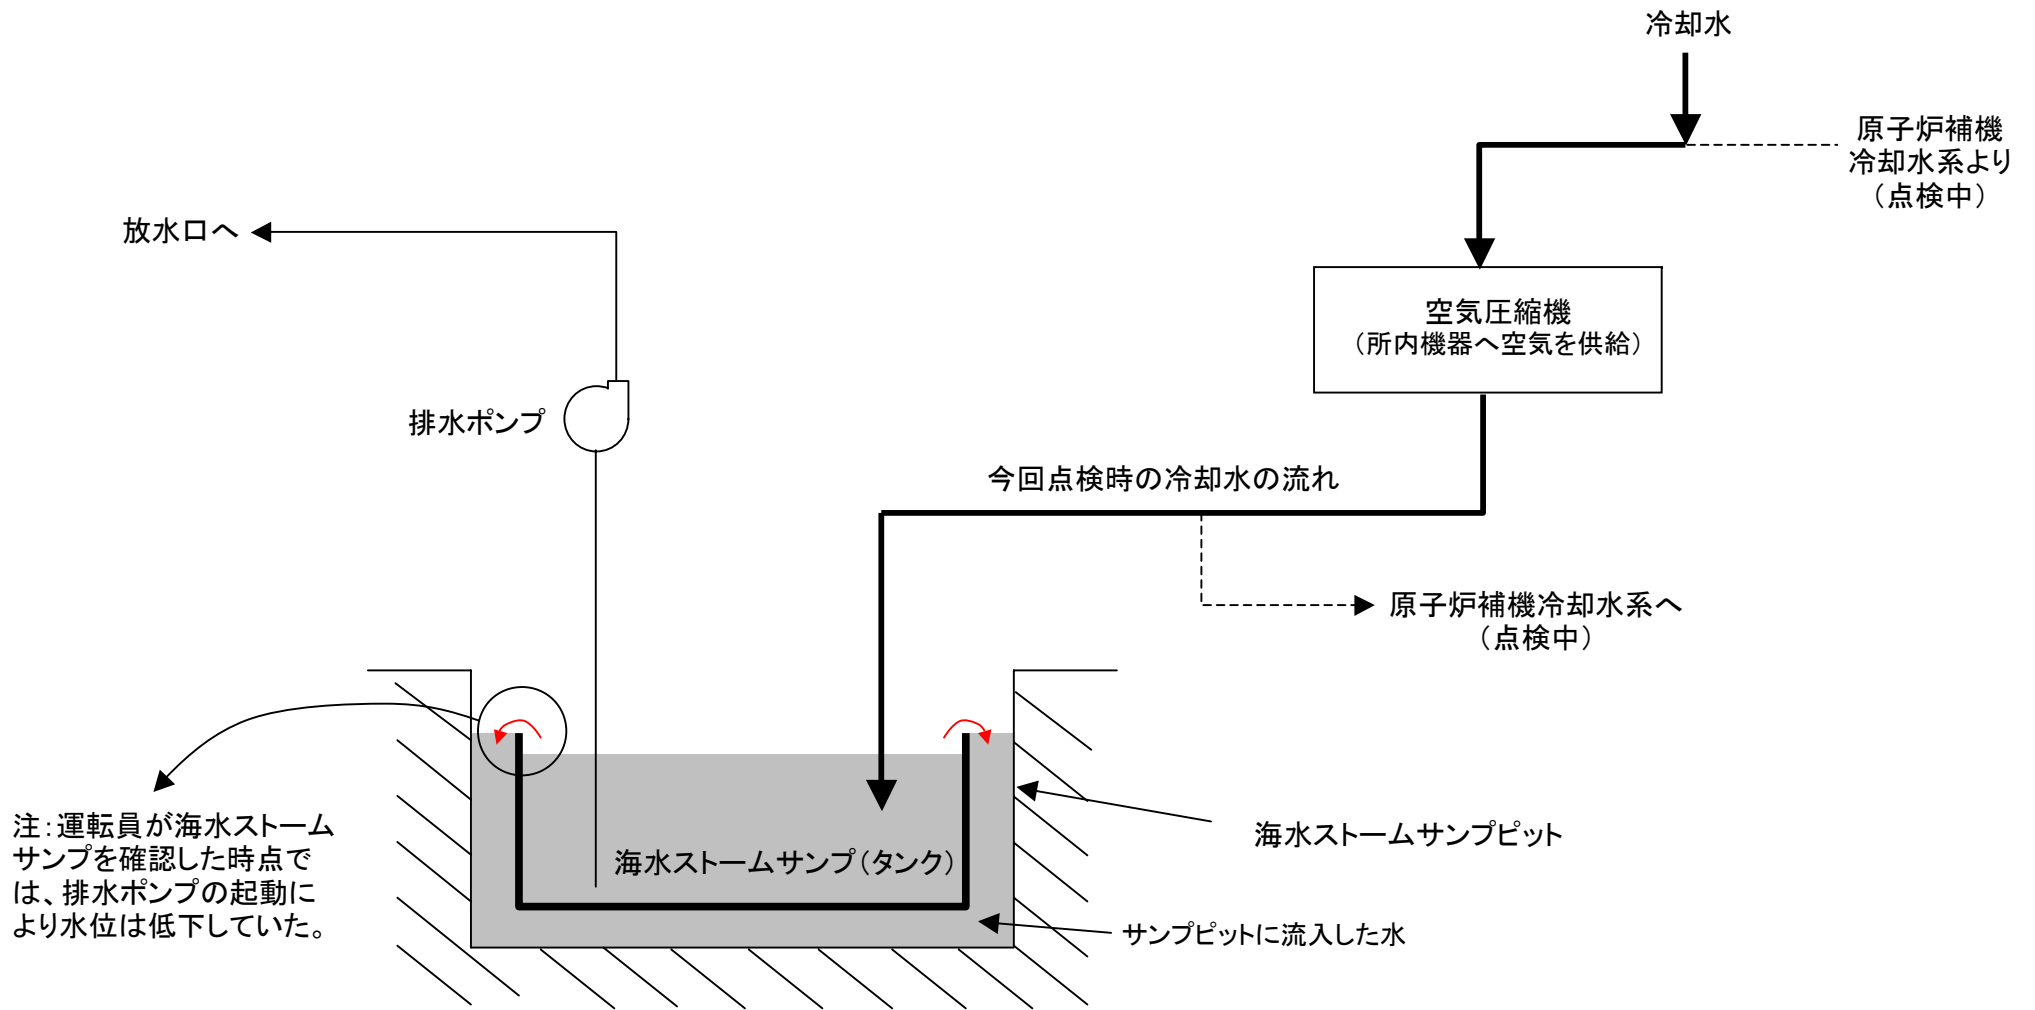 冷却水
原子炉補機
冷却水系より
（点検中）
放水口へ
空気圧縮機
（所内機器へ空気を供給）
排水ポンプ
今回点検時の冷却水の流れ
原子炉補機冷却水系へ
（点検中）
注：運転員が海水ストーム
サンプを確認した時点で
は、排水ポンプの起動に
より水位は低下していた。
海水ストームサンプピット
海水ストームサンプ（タンク）
サンプピットに流入した水